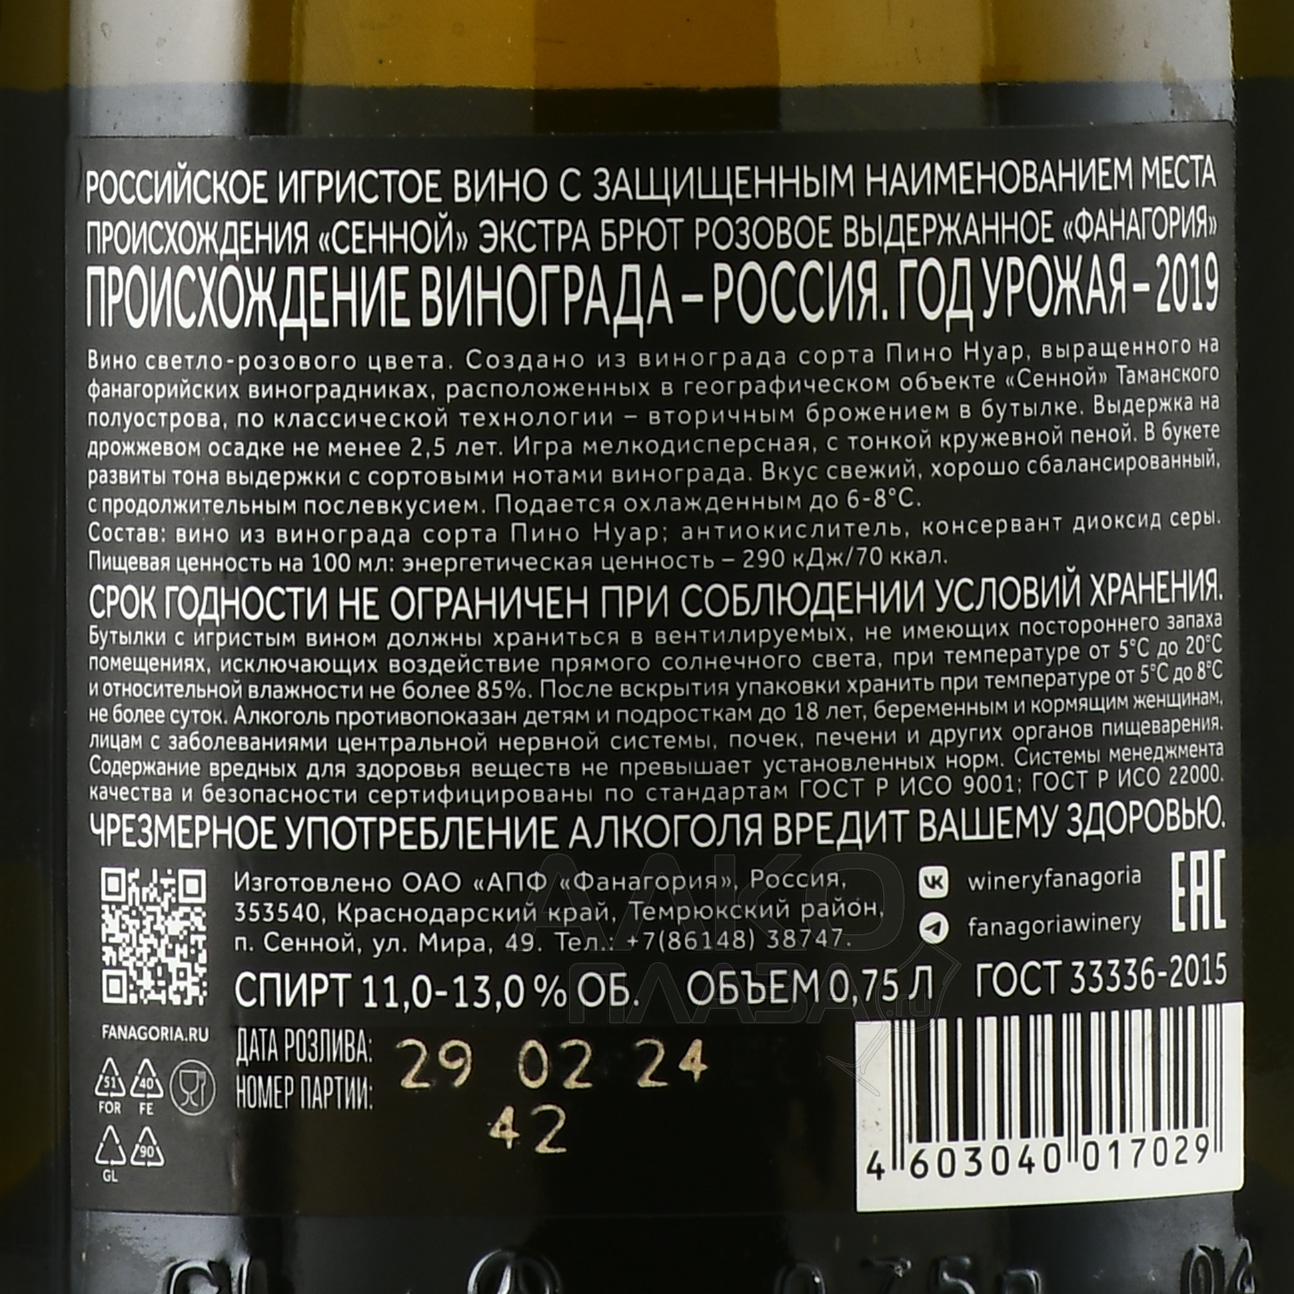 РОССИЙСКОЕ ИГРИСТОЕ ВИНО С ЗАЩИЩЕННЫМ НАИМЕНОВАНИЕМ МЕСТА
ПРОИСХОЖДЕНИЯ «СЕННОЙ» ЭКСТРА БРЮТ РОЗОВОЕ ВЫДЕРЖАННОЕ «ФАНАГОРИЯ»
ПРОИСХОЖДЕНИЕ ВИНОГРАДА – РОССИЯ. ГОД УРОЖАЯ – 2019
Вино светло-розового цвета. Создано из винограда сорта Пино Нуар, выращенного на
фанагорийских виноградниках, расположенных в географическом объекте «Сенной» Таманского
полуострова, по классической технологии – вторичным брожением в бутылке. Выдержка на
дрожжевом осадке не менее 2,5 лет. Игра мелкодисперсная, с тонкой кружевной пеной. В букете
развиты тона выдержки с сортовыми нотами винограда. Вкус свежий, хорошо сбалансированный,
с продолжительным послевкусием. Подается охлажденным до 6-8°С.
Состав: вино из винограда сорта Пино Нуар; антиокислитель, консервант диоксид серы.
Пищевая ценность на 100 мл: энергетическая ценность – 290 кДж/70 ккал.
СРОК ГОДНОСТИ НЕ ОГРАНИЧЕН ПРИ СОБЛЮДЕНИИ УСЛОВИЙ ХРАНЕНИЯ.
Бутылки с игристым вином должны храниться в вентилируемых, не имеющих постороннего запаха
помещениях, исключающих воздействие прямого солнечного света, при температуре от 5°С до 20°С
и относительной влажности не более 85%. После вскрытия упаковки хранить при температуре от 5°С до 8°С
не более суток. Алкоголь противопоказан детям и подросткам до 18 лет, беременным и кормящим женщинам,
лицам с заболеваниями центральной нервной системы, почек, печени и других органов пищеварения.
Содержание вредных для здоровья веществ не превышает установленных норм. Системы менеджмента
качества и безопасности сертифицированы по стандартам ГОСТ Р ИСО 9001; ГОСТ Р ИСО 22000.
ЧРЕЗМЕРНОЕ УПОТРЕБЛЕНИЕ АЛКОГОЛЯ ВРЕДИТ ВАШЕМУ ЗДОРОВЬЮ.
Изготовлено ОАО «АПФ «Фанагория», Россия,
353540, Краснодарский край, Темрюкский район,
п. Сенной, ул. Мира, 49. Тел.: +7(86148) 38747.
wineryfanagoria
fanagoriawinery
EAC
СПИРТ 11,0-13,0 % ОБ. ОБЪЕМ 0,75 Л ГОСТ 33336-2015
FANAGORIA.RU
ДАТА РОЗЛИВА: 29 02 24
НОМЕР ПАРТИИ: 42
51 40
FOR FE
90
GL
4 603040 017029
АЛКО
ПЛАЗА.ru